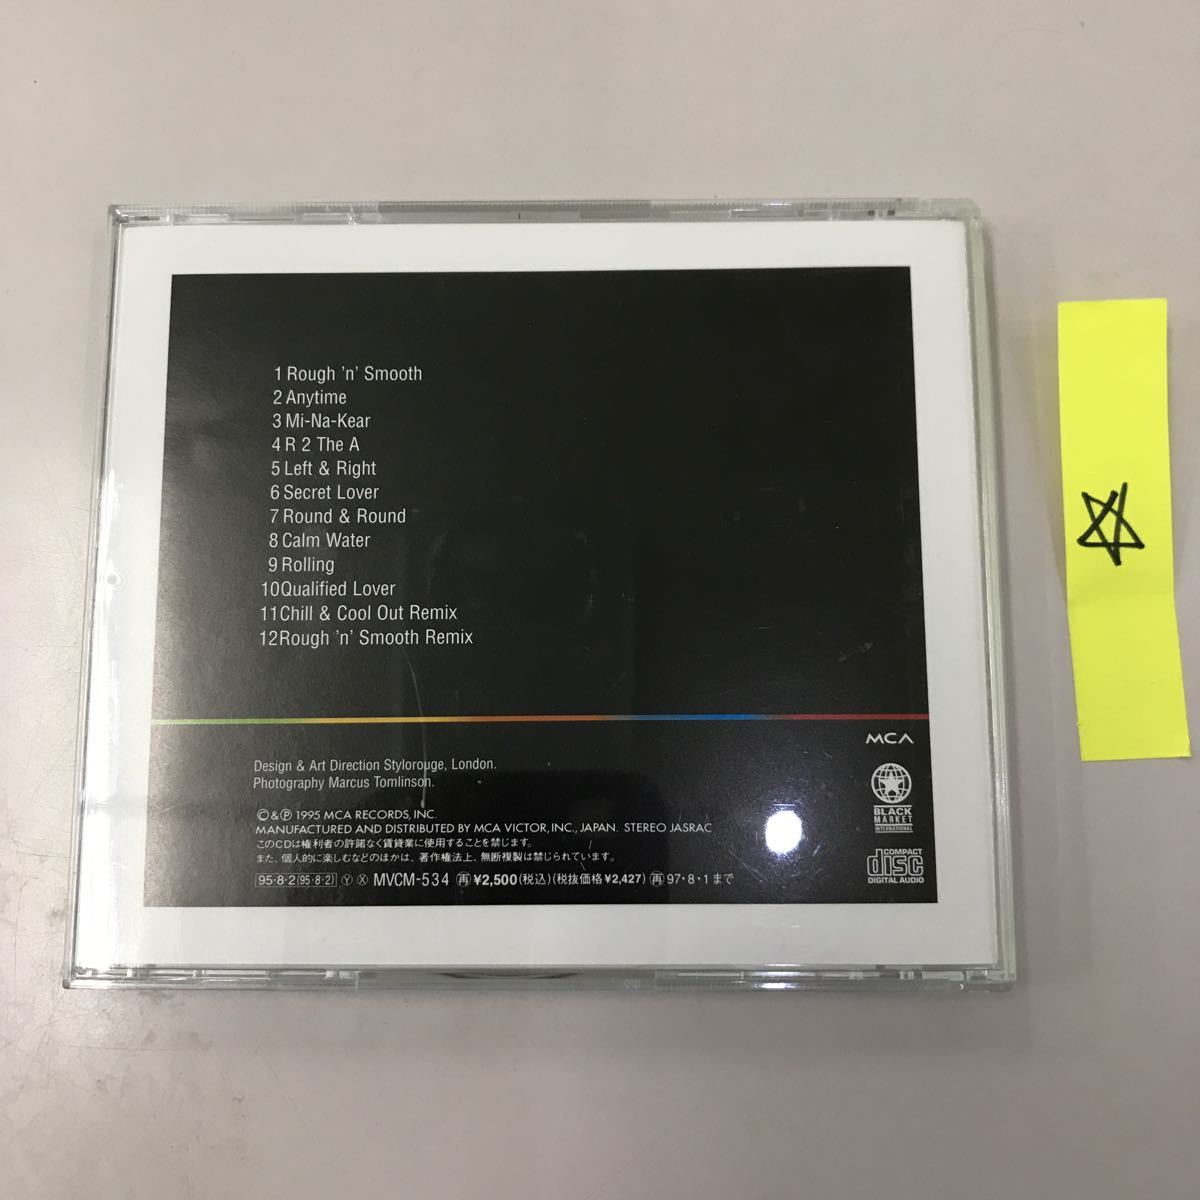 1 Rough 'n' Smooth
2 Anytime
3 Mi-Na-Kear
4 R 2 The A
5 Left & Right
6 Secret Lover
7 Round & Round
8 Calm Water
9 Rolling
10 Qualified Lover
11 Chill & Cool Out Remix
12 Rough 'n' Smooth Remix
MCA
Design & Art Direction Stylorouge, London.
Photography Marcus Tomlinson.
BLACK
MARKET
INTERNATIONAL
©&℗ 1995 MCA RECORDS, INC.
MANUFACTURED AND DISTRIBUTED BY MCA VICTOR, INC., JAPAN. STEREO JASRAC
このCDは権利者の許諾なく賃貸業に使用することを禁じます。
また、個人的に楽しむなどのほかは、著作権法上、無断複製は禁じられています。
COMPACT
disc
DIGITAL AUDIO
95·8·2(95·8·2) Ⓨ Ⓧ MVCM-534 再 ¥2,500(税込)(税抜価格¥2,427) 再 97·8·1まで